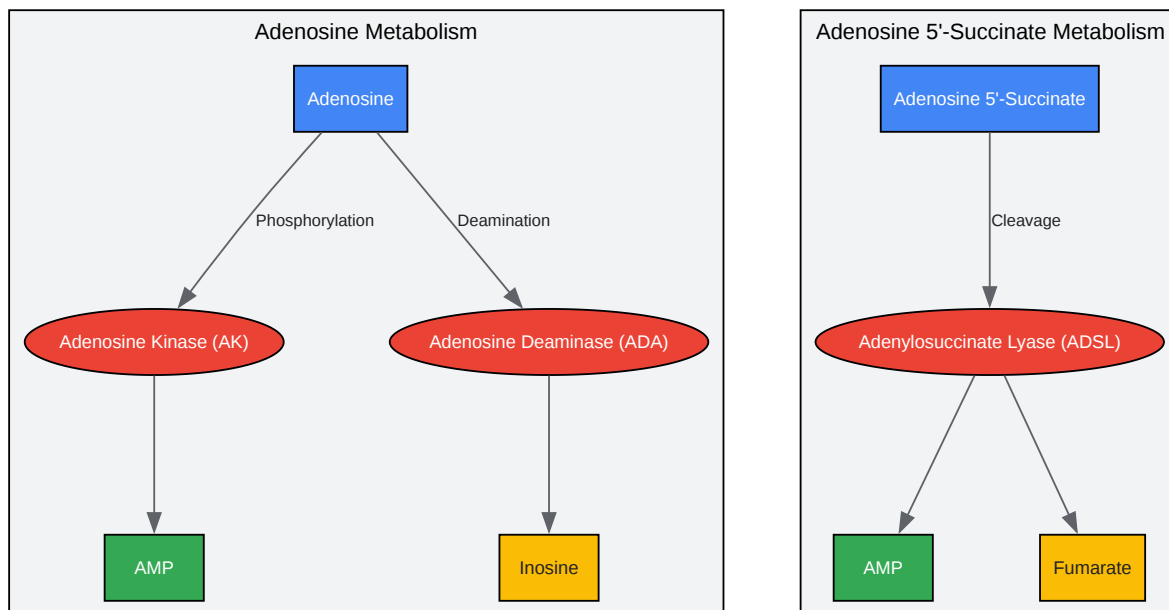 Adenosine Metabolism
Adenosine
Phosphorylation
Deamination
Adenosine Kinase (AK)
Adenosine Deaminase (ADA)
AMP
Inosine
Adenosine 5'-Succinate Metabolism
Adenosine 5'-Succinate
Cleavage
Adenylosuccinate Lyase (ADSL)
AMP
Fumarate